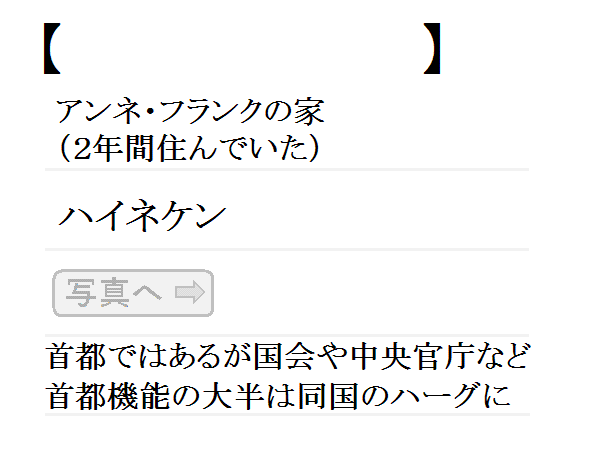 【　　　　　　　】
アンネ・フランクの家
（2年間住んでいた）
ハイネケン
写真へ ⇨
首都ではあるが国会や中央官庁など
首都機能の大半は同国のハーグに